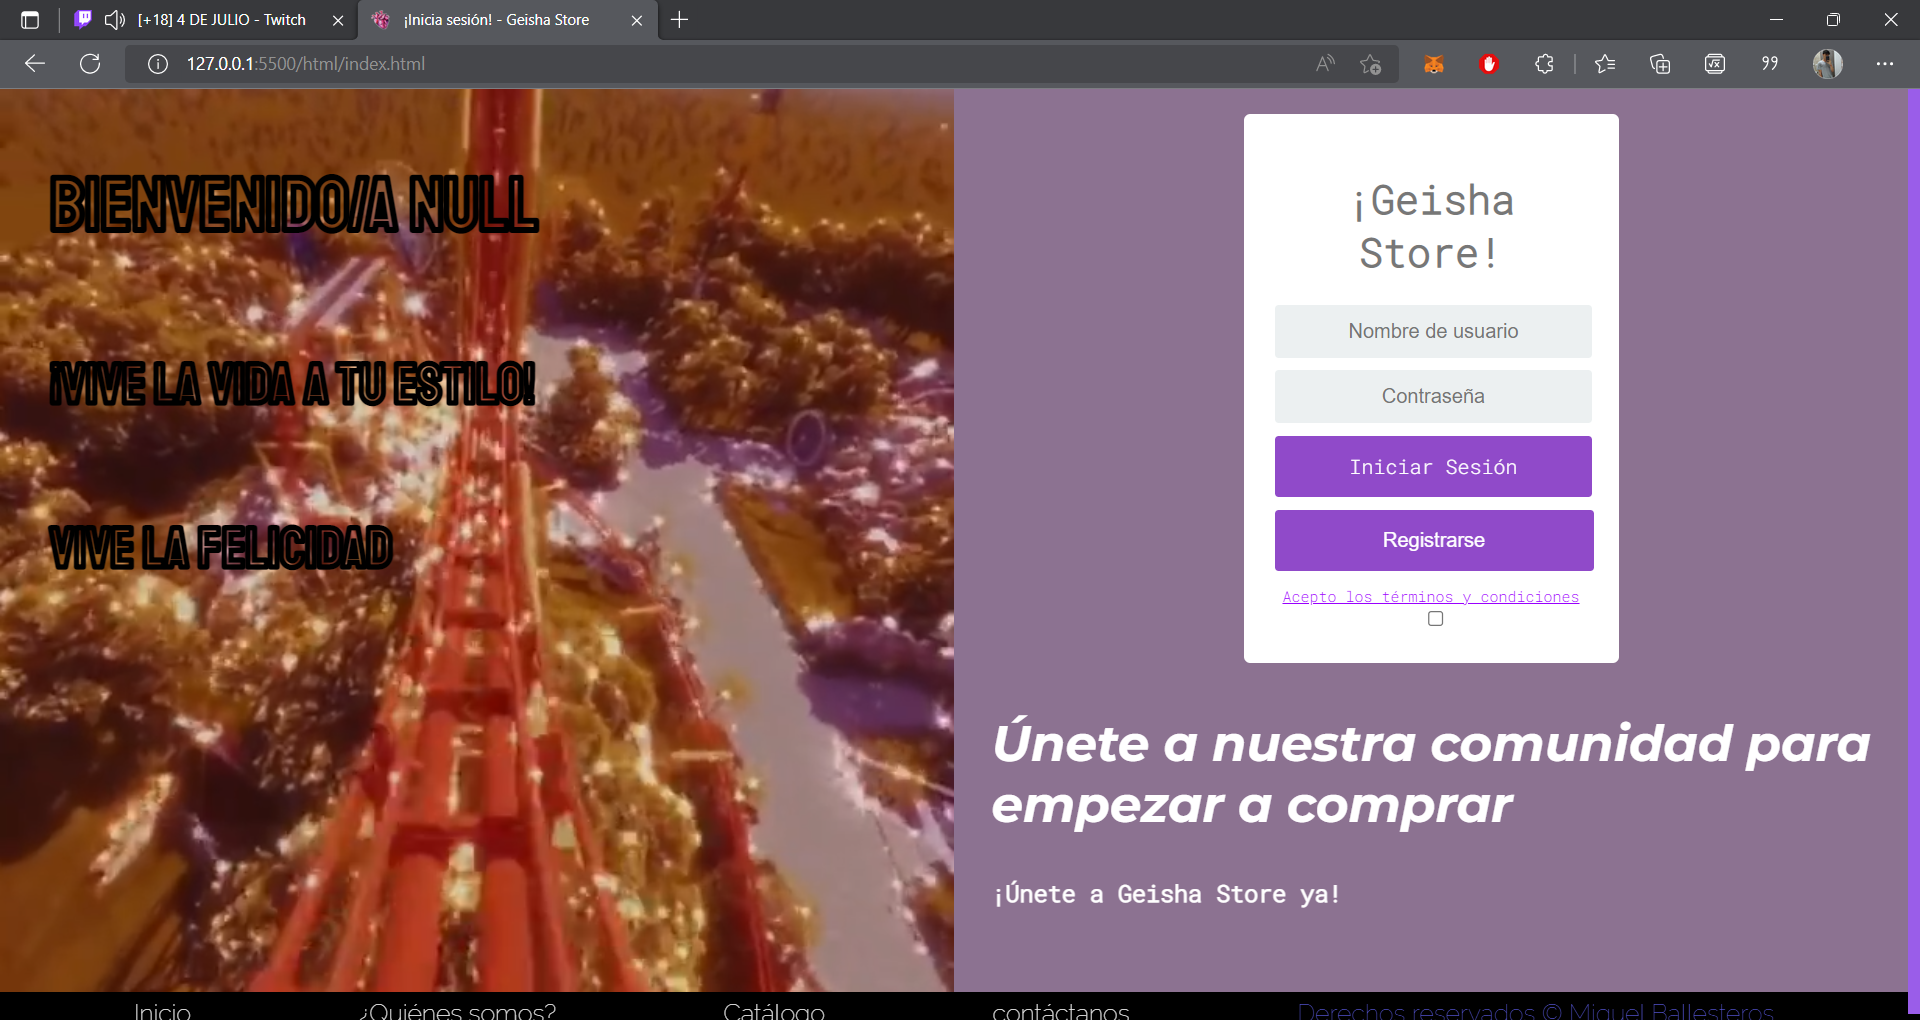 [+18] 4 DE JULIO - Twitch
¡Inicia sesión! - Geisha Store
127.0.0.1:5500/html/index.html
BIENVENIDO/A NULL
¡VIVE LA VIDA A TU ESTILO!
VIVE LA FELICIDAD
¡Geisha
Store!
Nombre de usuario
Contraseña
Iniciar Sesión
Registrarse
Acepto los términos y condiciones
Únete a nuestra comunidad para
empezar a comprar
¡Únete a Geisha Store ya!
Inicio
¿Quiénes somos?
Catálogo
contáctanos
Derechos reservados © Miguel Ballesteros